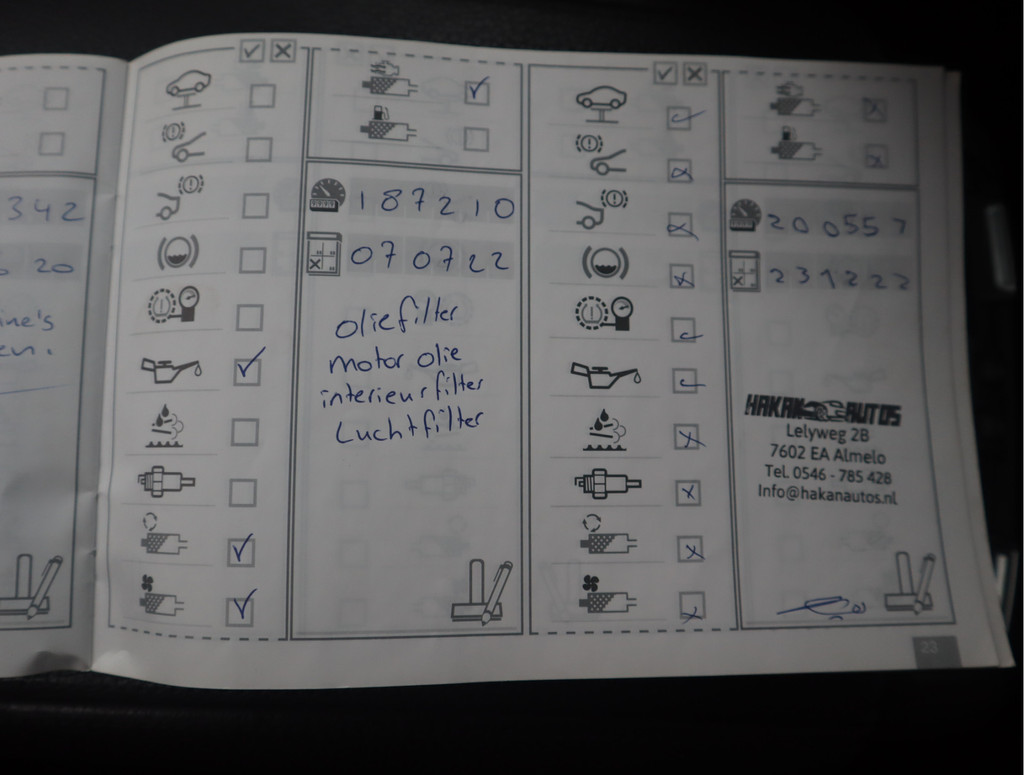 342
20
ine's
en.
187210
070722
oliefilter
motor olie
interieurfilter
Luchtfilter
200557
231222
HAKAN AUTOS
Lelyweg 2B
7602 EA Almelo
Tel. 0546 - 785 428
Info@hakanautos.nl
23